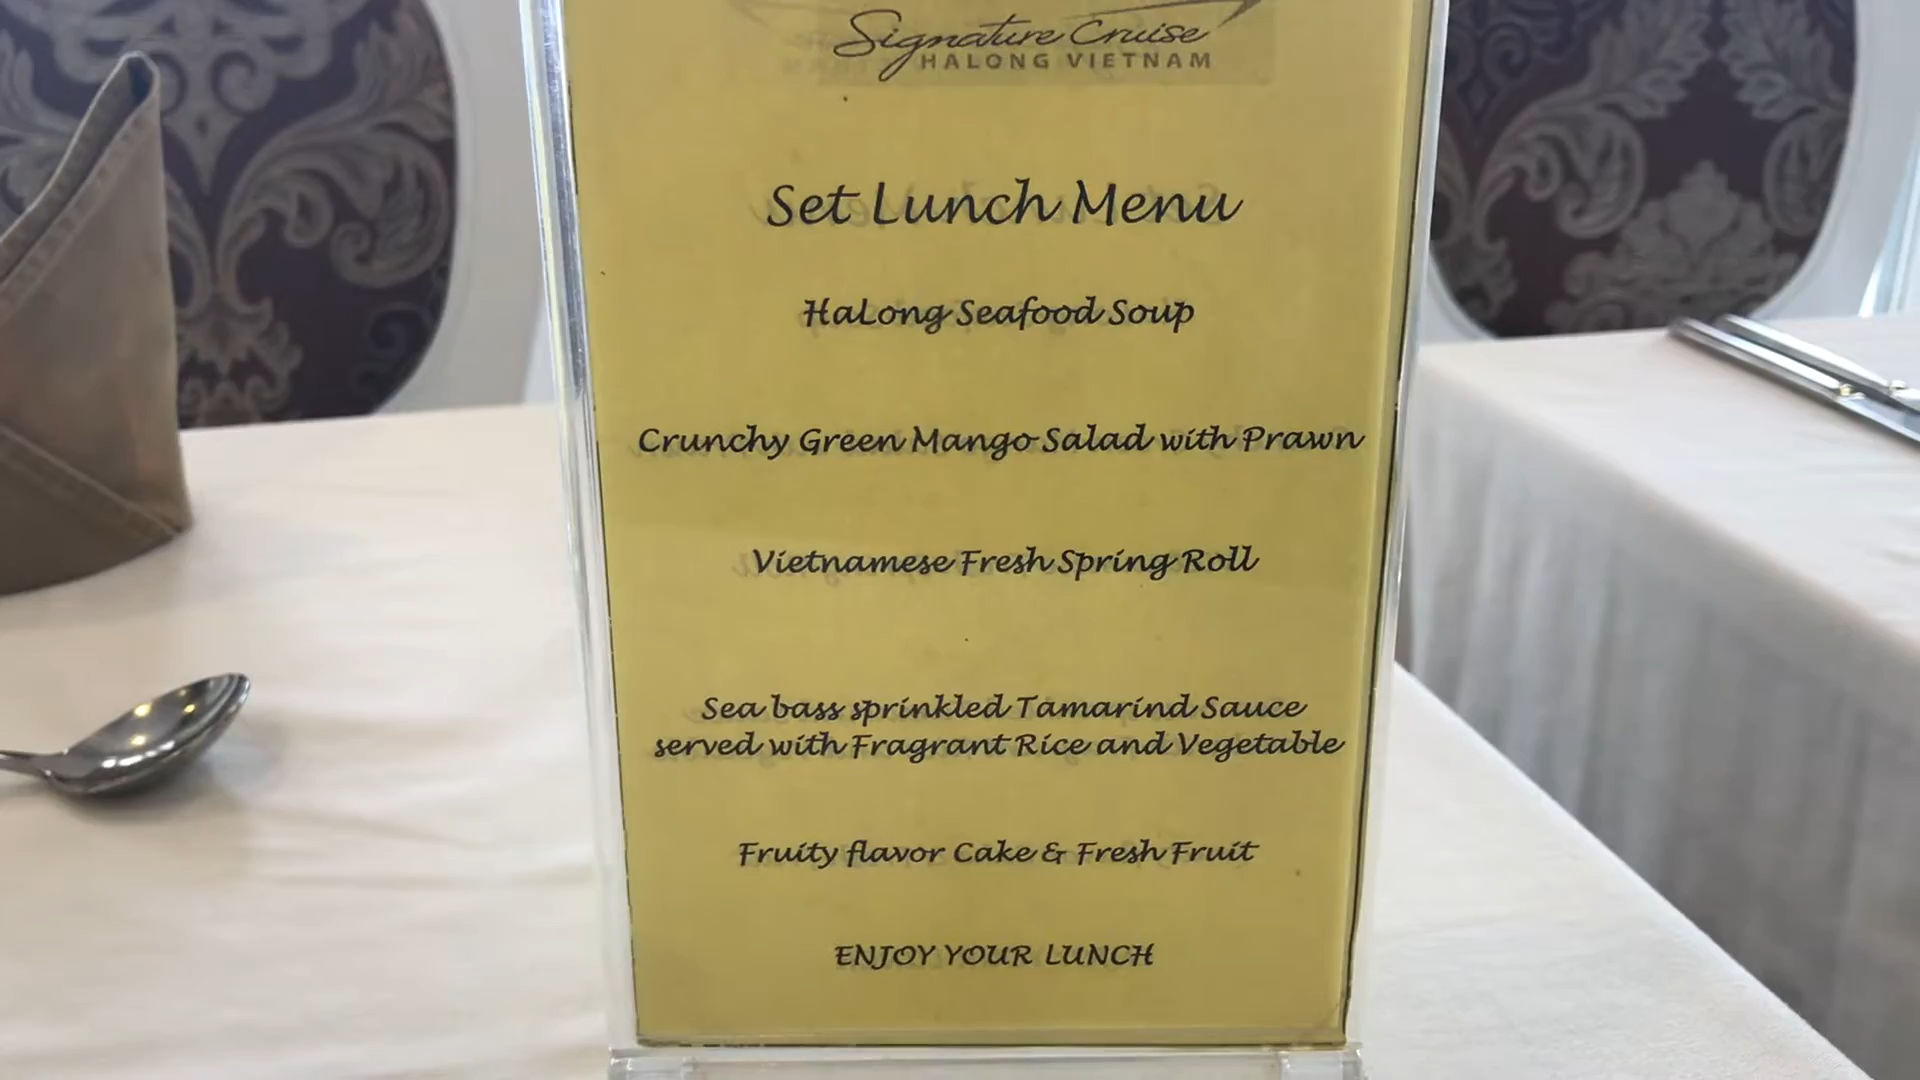 Signature Cruise
HALONG VIETNAM
Set Lunch Menu
HaLong Seafood Soup
Crunchy Green Mango Salad with Prawn
Vietnamese Fresh Spring Roll
Sea bass sprinkled Tamarind Sauce
served with Fragrant Rice and Vegetable
Fruity flavor Cake & Fresh Fruit
ENJOY YOUR LUNCH